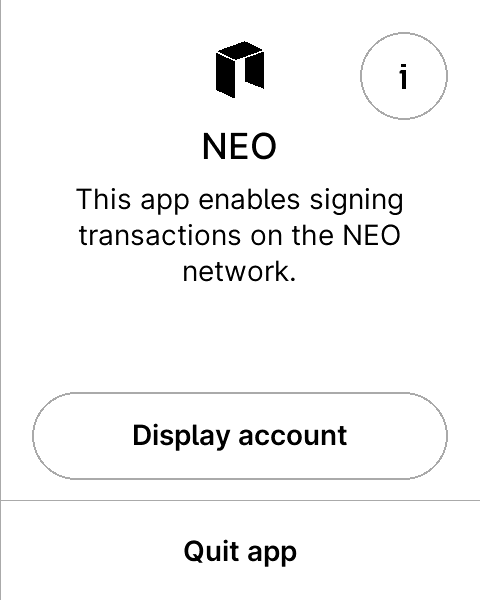 i
NEO
This app enables signing
transactions on the NEO
network.
Display account
Quit app